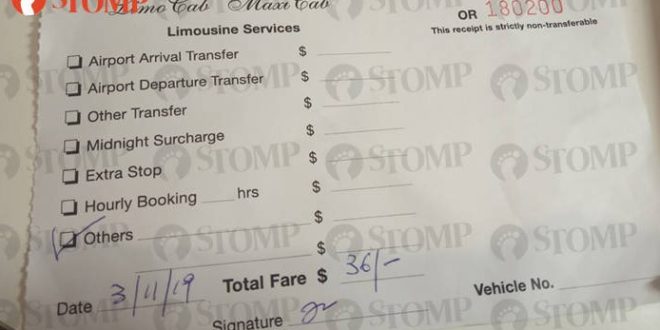 STOMP
Limo Cab Maxi Cab
OR 180200
Limousine Services
This receipt is strictly non-transferable
Airport Arrival Transfer $
Airport Departure Transfer $
Other Transfer $
Midnight Surcharge $
Extra Stop $
Hourly Booking ____ hrs $
Others $
$
Date 3/11/19 Total Fare $ 36/- Vehicle No.
Signature